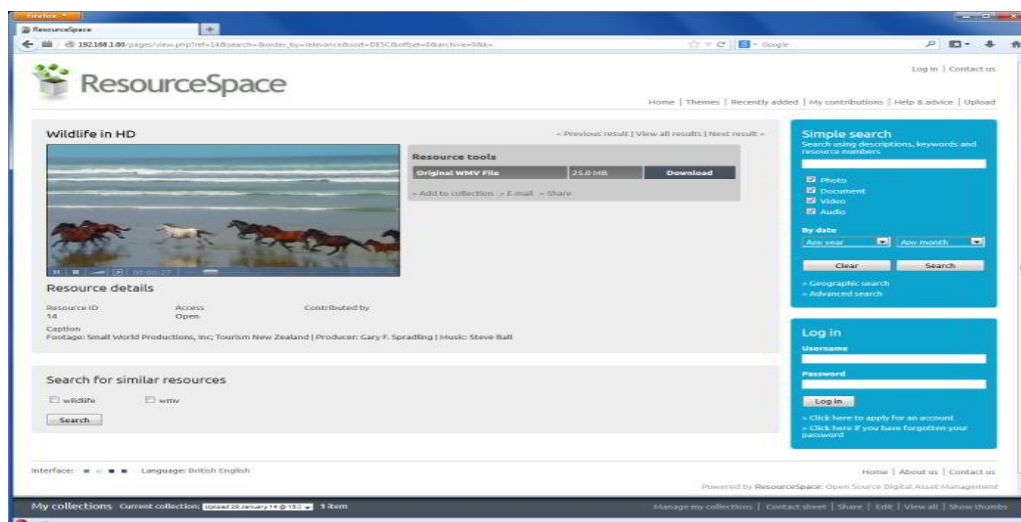 Firefox
ResourceSpace
192.168.1.60/pages/view.php?ref=14&search=&order_by=relevance&sort=DESC&offset=0&archive=0&k=
Google
ResourceSpace
Log in | Contact us
Home | Themes | Recently added | My contributions | Help & advice | Upload
Wildlife in HD
< Previous result | View all results | Next result >
Resource tools
Original WMV File 25.0 MB Download
> Add to collection > E-mail > Share
00:00:27
Resource details
Resource ID Access Contributed by
14 Open
Caption
Footage: Small World Productions, Inc; Tourism New Zealand | Producer: Gary F. Spradling | Music: Steve Ball
Search for similar resources
wildlife wmv
Search
Simple search
Search using descriptions, keywords and
resource numbers
Photo
Document
Video
Audio
By date
Any year Any month
Clear Search
> Geographic search
> Advanced search
Log in
Username
Password
Log in
> Click here to apply for an account
> Click here if you have forgotten your
password
Interface: Language: British English
Home | About us | Contact us
Powered by ResourceSpace: Open Source Digital Asset Management
My collections Current collection: Upload 28 January 14 @ 1 item
Manage my collections | Contact sheet | Share | Edit | View all | Show thumbs